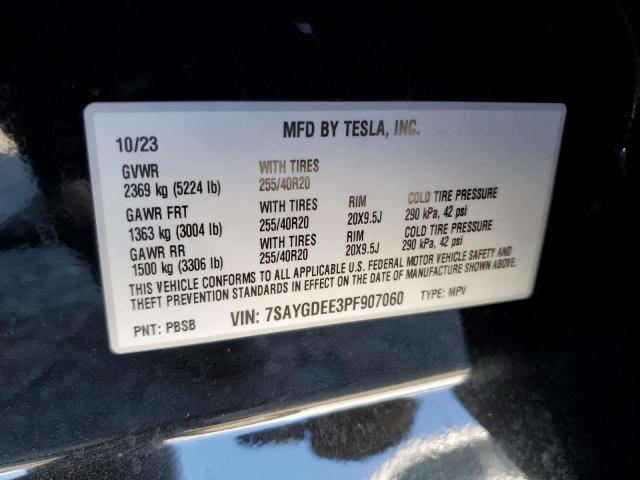 10/23 MFD BY TESLA, INC.
GVWR WITH TIRES
2369 kg (5224 lb) 255/40R20
GAWR FRT WITH TIRES RIM COLD TIRE PRESSURE
1363 kg (3004 lb) 255/40R20 20X9.5J 290 kPa, 42 psi
GAWR RR WITH TIRES RIM COLD TIRE PRESSURE
1500 kg (3306 lb) 255/40R20 20X9.5J 290 kPa, 42 psi
THIS VEHICLE CONFORMS TO ALL APPLICABLE U.S. FEDERAL MOTOR VEHICLE SAFETY AND
THEFT PREVENTION STANDARDS IN EFFECT ON THE DATE OF MANUFACTURE SHOWN ABOVE.
PNT: PBSB VIN: 7SAYGDEE3PF907060 TYPE: MPV